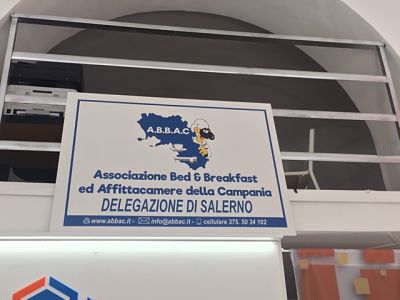 A.B.B.A.C
Associazione Bed & Breakfast
ed Affittacamere della Campania
DELEGAZIONE DI SALERNO
www.abbac.it - info@abbac.it - cellulare 375. 50 34 102